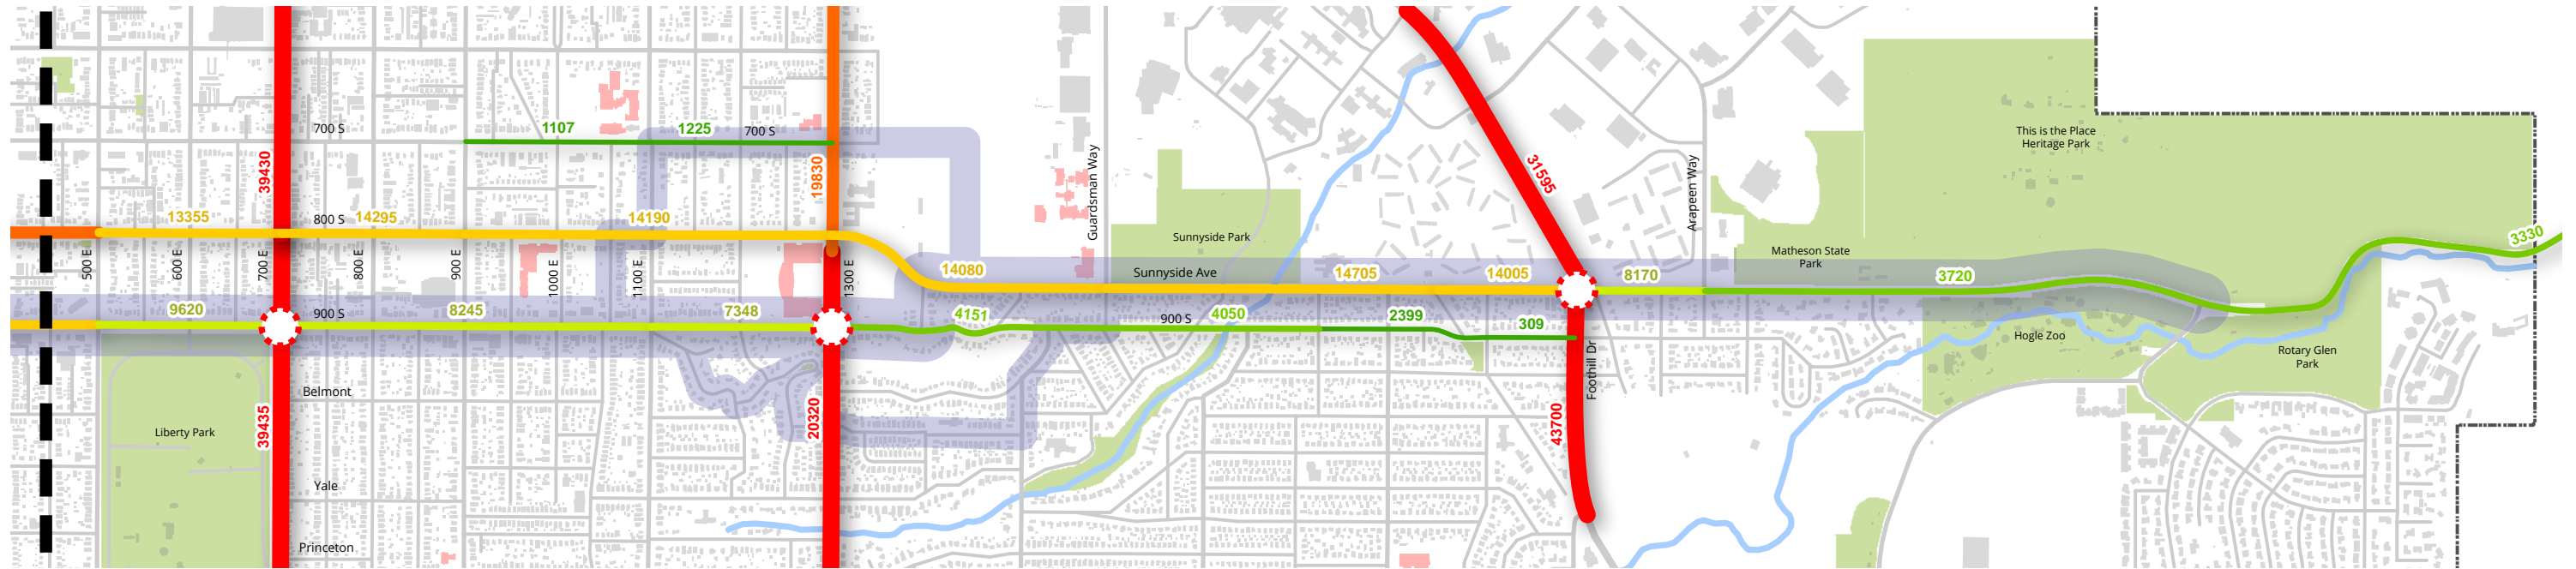 700 S
1107
1225
700 S
39430
19830
31595
Guardsman Way
Arapeen Way
This is the Place
Heritage Park
13355
800 S
14295
14190
Sunnyside Park
Matheson State
Park
3330
500 E
600 E
700 E
800 E
900 E
1000 E
1100 E
1300 E
14080
Sunnyside Ave
14705
14005
8170
3720
9620
900 S
8245
7348
4151
900 S
4050
2399
309
Hogle Zoo
Rotary Glen
Park
Foothill Dr
Belmont
Liberty Park
39435
20320
43700
Yale
Princeton